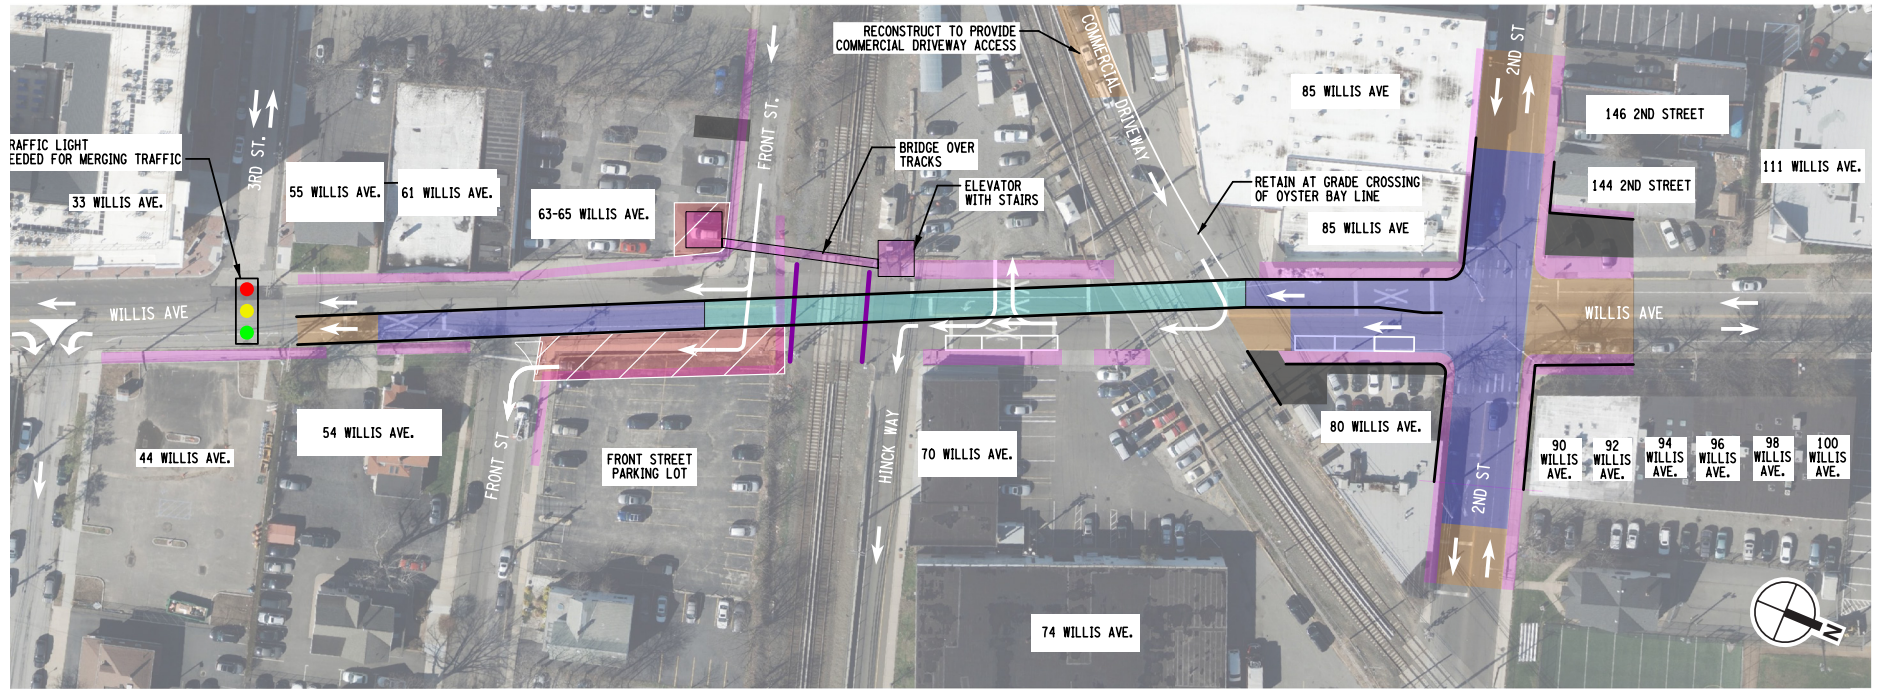 RECONSTRUCT TO PROVIDE
COMMERCIAL DRIVEWAY ACCESS
COMMERCIAL DRIVEWAY
2ND ST
85 WILLIS AVE
146 2ND STREET
3RD ST.
FRONT ST.
RAFFIC LIGHT
EEDED FOR MERGING TRAFFIC
BRIDGE OVER
TRACKS
111 WILLIS AVE.
33 WILLIS AVE.
55 WILLIS AVE.
61 WILLIS AVE.
63-65 WILLIS AVE.
ELEVATOR
WITH STAIRS
RETAIN AT GRADE CROSSING
OF OYSTER BAY LINE
144 2ND STREET
85 WILLIS AVE
WILLIS AVE
WILLIS AVE
44 WILLIS AVE.
54 WILLIS AVE.
FRONT ST
FRONT STREET
PARKING LOT
HINCK WAY
70 WILLIS AVE.
80 WILLIS AVE.
2ND ST
90
WILLIS
AVE.
92
WILLIS
AVE.
94
WILLIS
AVE.
96
WILLIS
AVE.
98
WILLIS
AVE.
100
WILLIS
AVE.
74 WILLIS AVE.
N